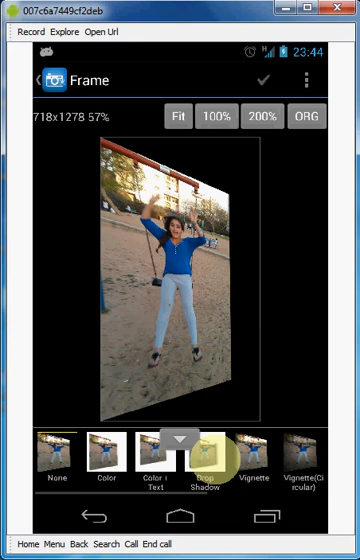 007c6a7449cf2deb
Record Explore Open Url
H 23:44
Frame
718x1278 57% Fit 100% 200% ORG
None Color Color + Text Drop Shadow Vignette Vignette(Circular)
Home Menu Back Search Call End call